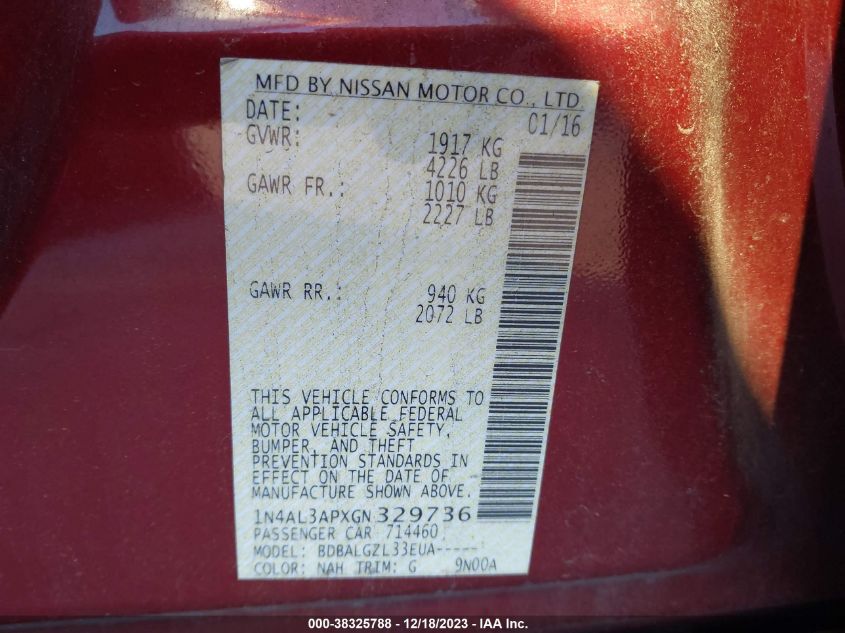 MFD BY NISSAN MOTOR CO., LTD
DATE: 01/16
GVWR: 1917 KG
4226 LB
GAWR FR.: 1010 KG
2227 LB
GAWR RR.: 940 KG
2072 LB
THIS VEHICLE CONFORMS TO
ALL APPLICABLE FEDERAL
MOTOR VEHICLE SAFETY,
BUMPER, AND THEFT
PREVENTION STANDARDS IN
EFFECT ON THE DATE OF
MANUFACTURE SHOWN ABOVE.
1N4AL3APXGN329736
PASSENGER CAR 714460
MODEL: BDBALGZL33EUA-----
COLOR: NAH TRIM: G 9N00A
000-38325788 - 12/18/2023 - IAA Inc.